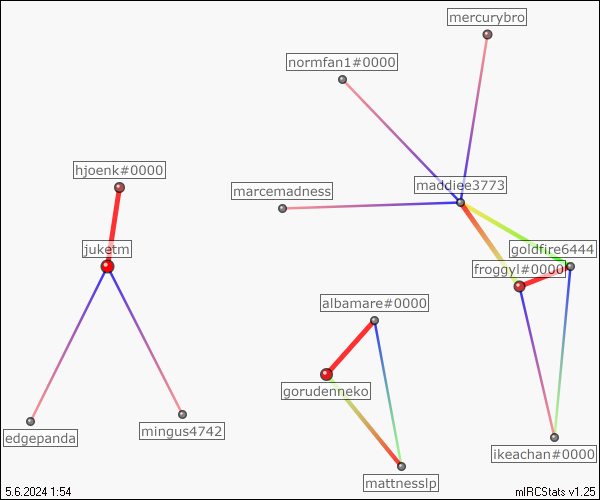 mercurybro
normfan1#0000
hjoenk#0000
marcemadness
maddiee3773
juketm
goldfire6444
froggyl#0000
albamare#0000
gorudenneko
edgepanda
mingus4742
ikeachan#0000
mattnesslp
5.6.2024 1:54
mIRCStats v1.25